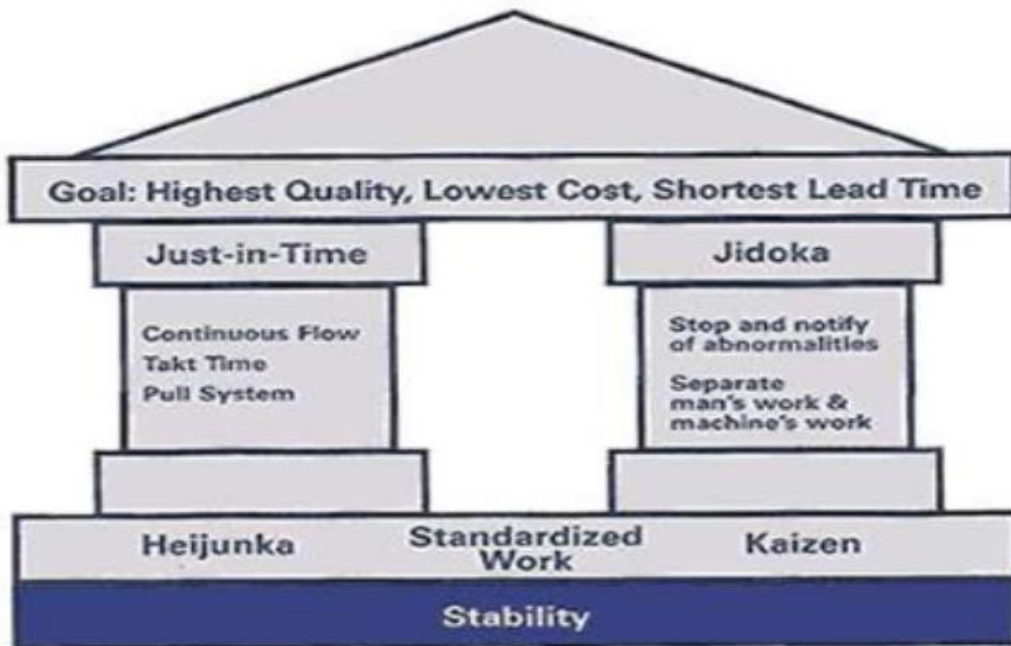 Goal: Highest Quality, Lowest Cost, Shortest Lead Time
Just-in-Time
Continuous Flow
Takt Time
Pull System
Jidoka
Stop and notify
of abnormalities
Separate
man's work &
machine's work
Heijunka
Standardized
Work
Kaizen
Stability